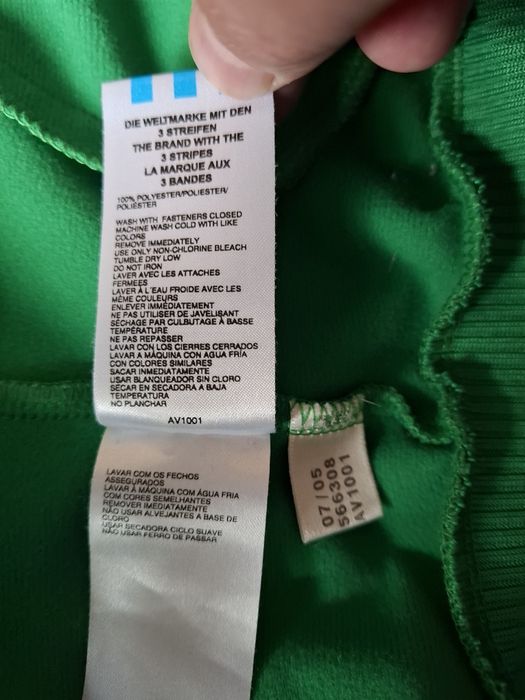 DIE WELTMARKE MIT DEN
3 STREIFEN
THE BRAND WITH THE
3 STRIPES
LA MARQUE AUX
3 BANDES
100% POLYESTER/POLIESTER/
POLIÉSTER
WASH WITH FASTENERS CLOSED
MACHINE WASH COLD WITH LIKE
COLORS
REMOVE IMMEDIATELY
USE ONLY NON-CHLORINE BLEACH
TUMBLE DRY LOW
DO NOT IRON
LAVER AVEC LES ATTACHES
FERMEES
LAVER À L'EAU FROIDE AVEC LES
MÊME COULEURS
ENLEVER IMMÉDIATEMENT
NE PAS UTILISER DE JAVELISANT
SÉCHAGE PAR CULBUTAGE À BASSE
TEMPÉRATURE
NE PAS REPASSER
LAVAR CON LOS CIERRES CERRADOS
LAVAR A MÁQUINA CON AGUA FRÍA
CON COLORES SIMILARES
SACAR INMEDIATAMENTE
USAR BLANQUEADOR SIN CLORO
SECAR EN SECADORA A BAJA
TEMPERATURA
NO PLANCHAR
AV1001
LAVAR COM OS FECHOS
ASSEGURADOS
LAVAR À MÁQUINA COM ÁGUA FRIA
COM CORES SEMELHANTES
REMOVER IMEDIATAMENTE
NÃO USAR ALVEJANTES A BASE DE
CLORO
USAR SECADORA CICLO SUAVE
NÃO USAR FERRO DE PASSAR
07/05
566308
AV1001